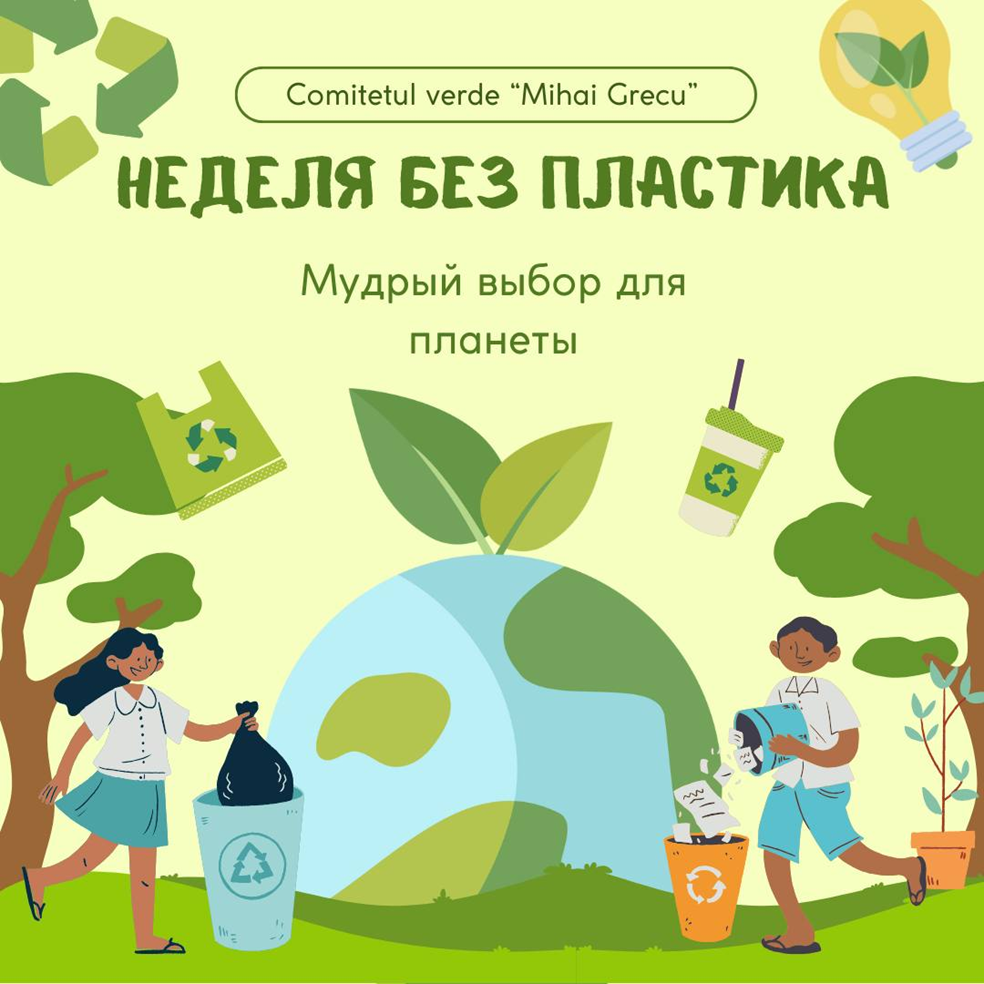 Comitetul verde “Mihai Grecu”
НЕДЕЛЯ БЕЗ ПЛАСТИКА
Мудрый выбор для
планеты